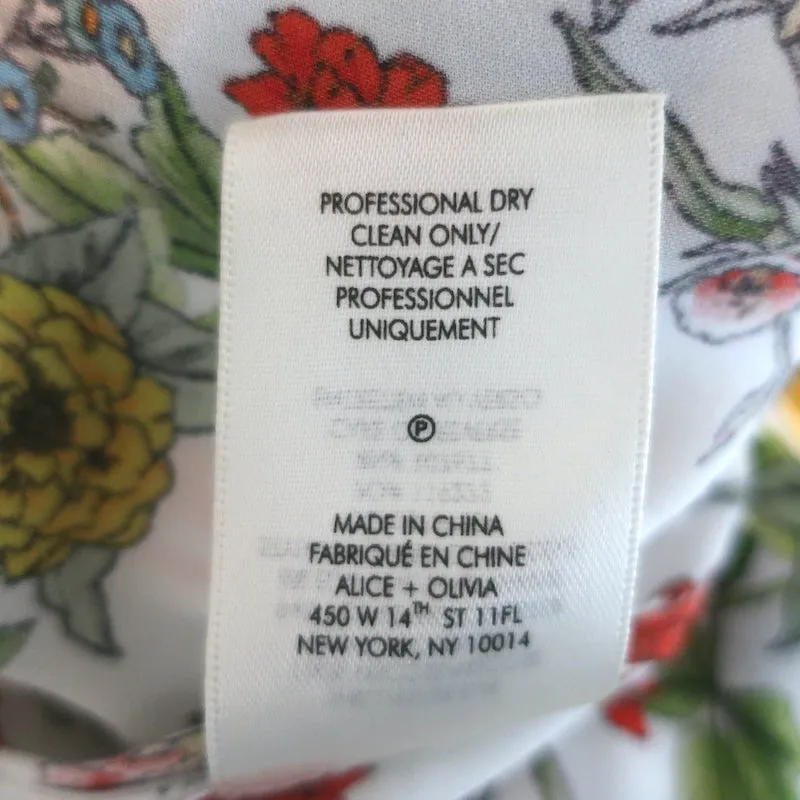 PROFESSIONAL DRY
CLEAN ONLY/
NETTOYAGE A SEC
PROFESSIONNEL
UNIQUEMENT
P
MADE IN CHINA
FABRIQUÉ EN CHINE
ALICE + OLIVIA
450 W 14TH ST 11FL
NEW YORK, NY 10014